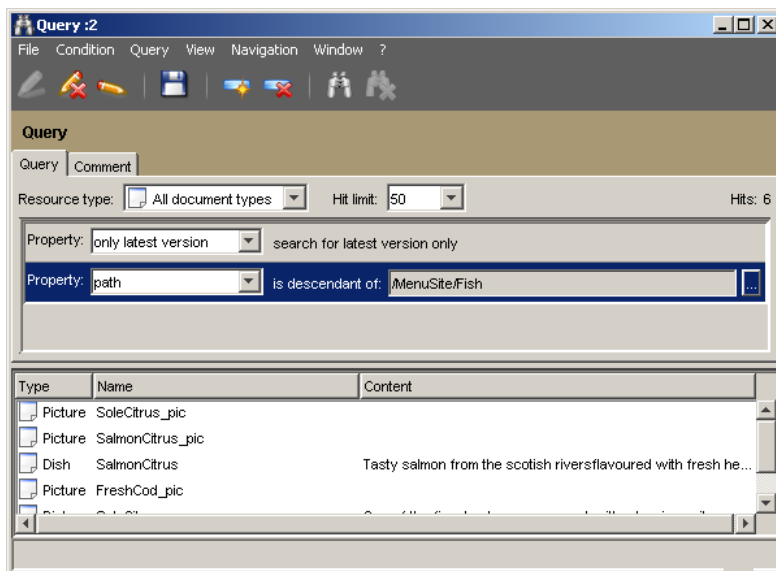 Query :2
File Condition Query View Navigation Window ?
Query
Query Comment
Resource type: All document types Hit limit: 50 Hits: 6
Property: only latest version search for latest version only
Property: path is descendant of: /MenuSite/Fish ...
Type Name Content
Picture SoleCitrus_pic
Picture SalmonCitrus_pic
Dish SalmonCitrus Tasty salmon from the scotish riversflavoured with fresh he...
Picture FreshCod_pic